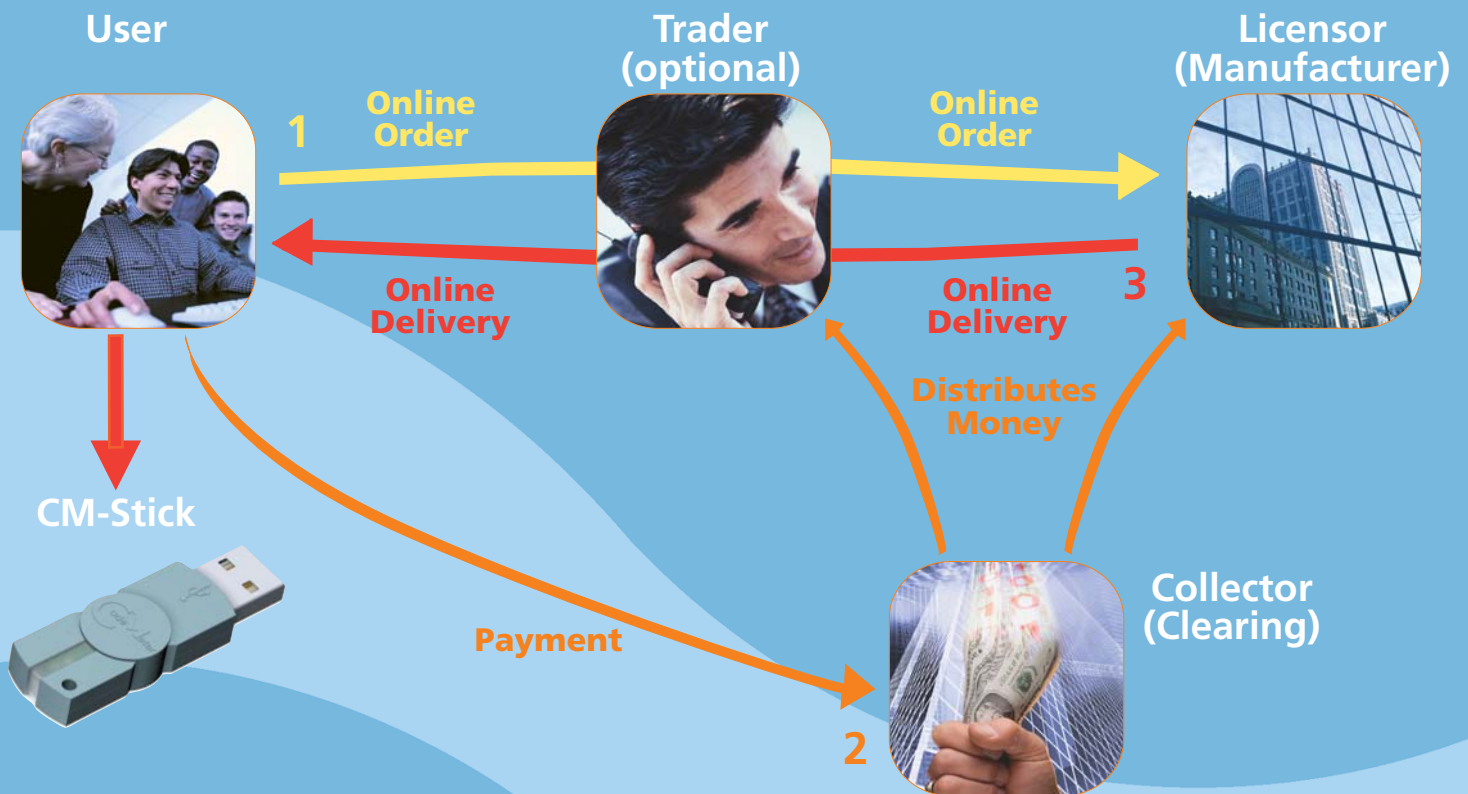 User
Trader
(optional)
Licensor
(Manufacturer)
1
Online
Order
Online
Order
Online
Delivery
Online
Delivery
3
Distributes
Money
CM-Stick
Payment
Collector
(Clearing)
2